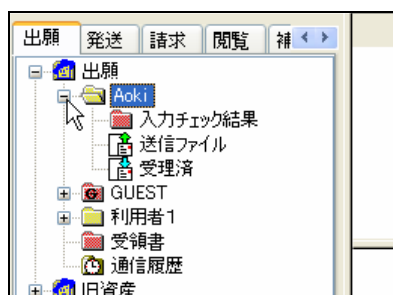 出願 発送 請求 閲覧 補
出願
Aoki
入力チェック結果
送信ファイル
受理済
GUEST
利用者1
受領書
通信履歴
旧資産